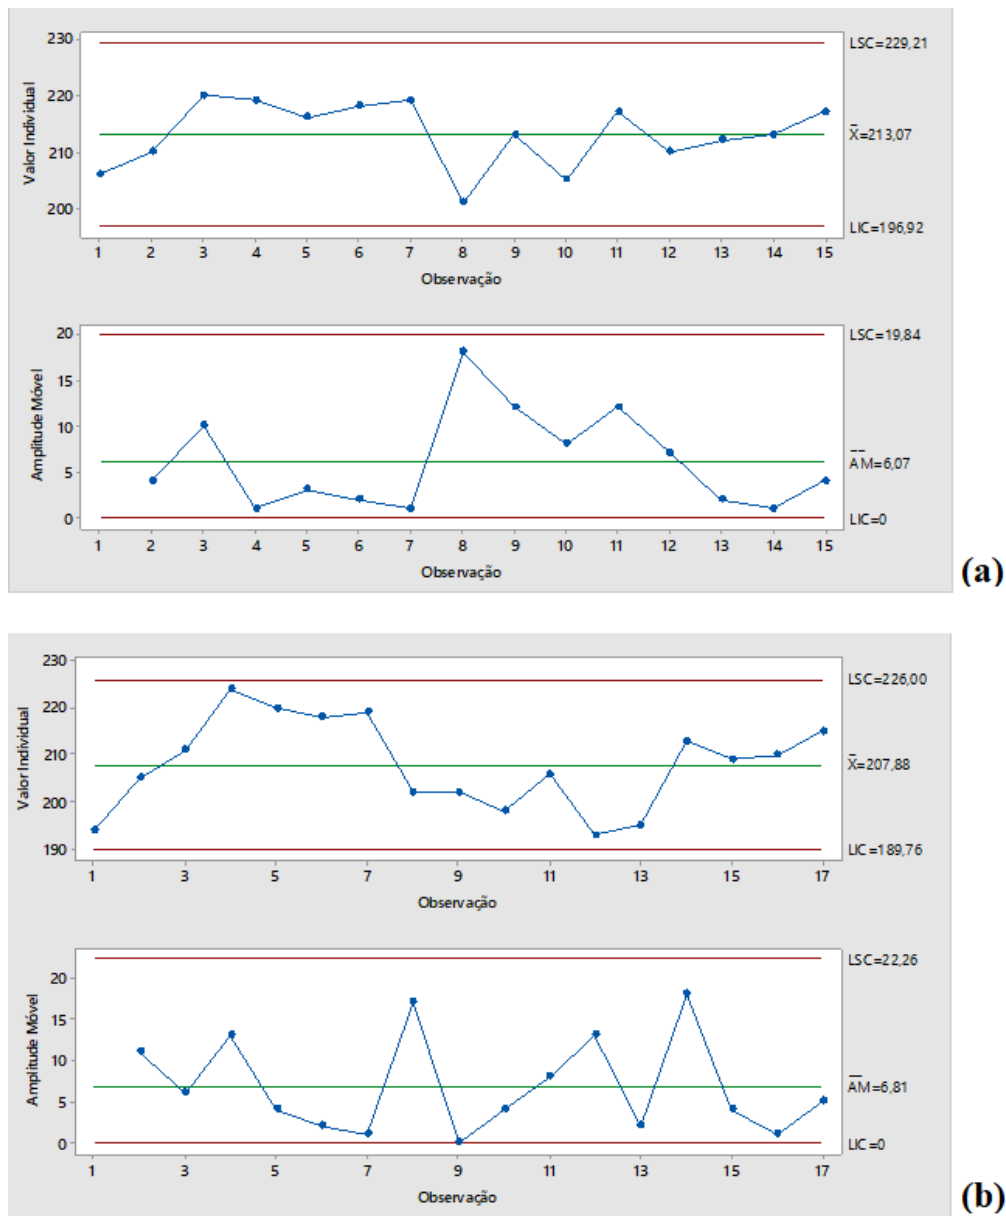 230
220
210
200
Valor Individual
LSC=229,21
X̅=213,07
LIC=196,92
1 2 3 4 5 6 7 8 9 10 11 12 13 14 15
Observação
20
15
10
5
0
Amplitude Móvel
LSC=19,84
A̅M̅=6,07
LIC=0
1 2 3 4 5 6 7 8 9 10 11 12 13 14 15
Observação
(a)
230
220
210
200
190
Valor Individual
LSC=226,00
X̅=207,88
LIC=189,76
1 3 5 7 9 11 13 15 17
Observação
20
15
10
5
0
Amplitude Móvel
LSC=22,26
A̅M̅=6,81
LIC=0
1 3 5 7 9 11 13 15 17
Observação
(b)